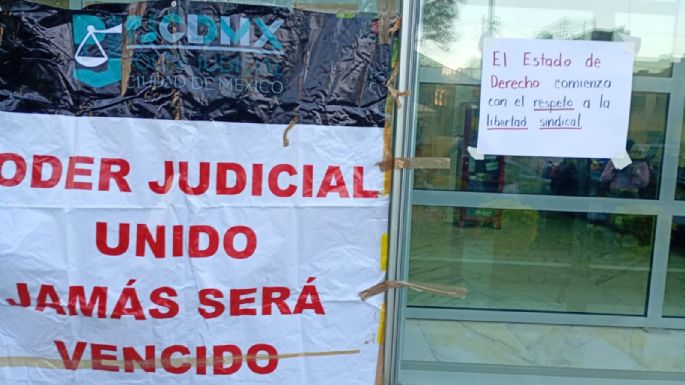 CDMX
CIUDAD DE MÉXICO
ODER JUDICIAL
UNIDO
JAMÁS SERÁ
VENCIDO
El Estado de
Derecho comienza
con el respeto a la
libertad sindical